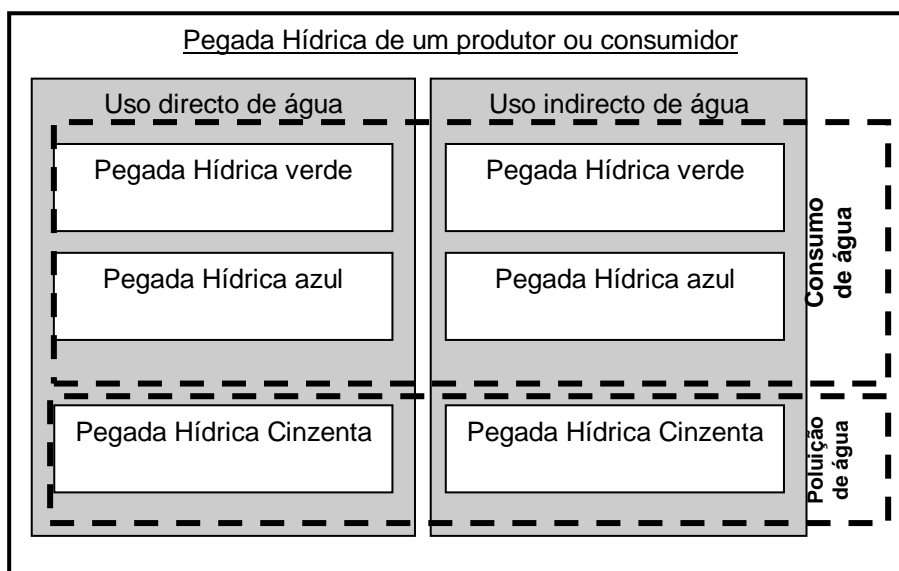 Pegada Hídrica de um produtor ou consumidor
Uso directo de água
Uso indirecto de água
Pegada Hídrica verde
Pegada Hídrica verde
Pegada Hídrica azul
Pegada Hídrica azul
Consumo
de água
Pegada Hídrica Cinzenta
Pegada Hídrica Cinzenta
Poluição
de água